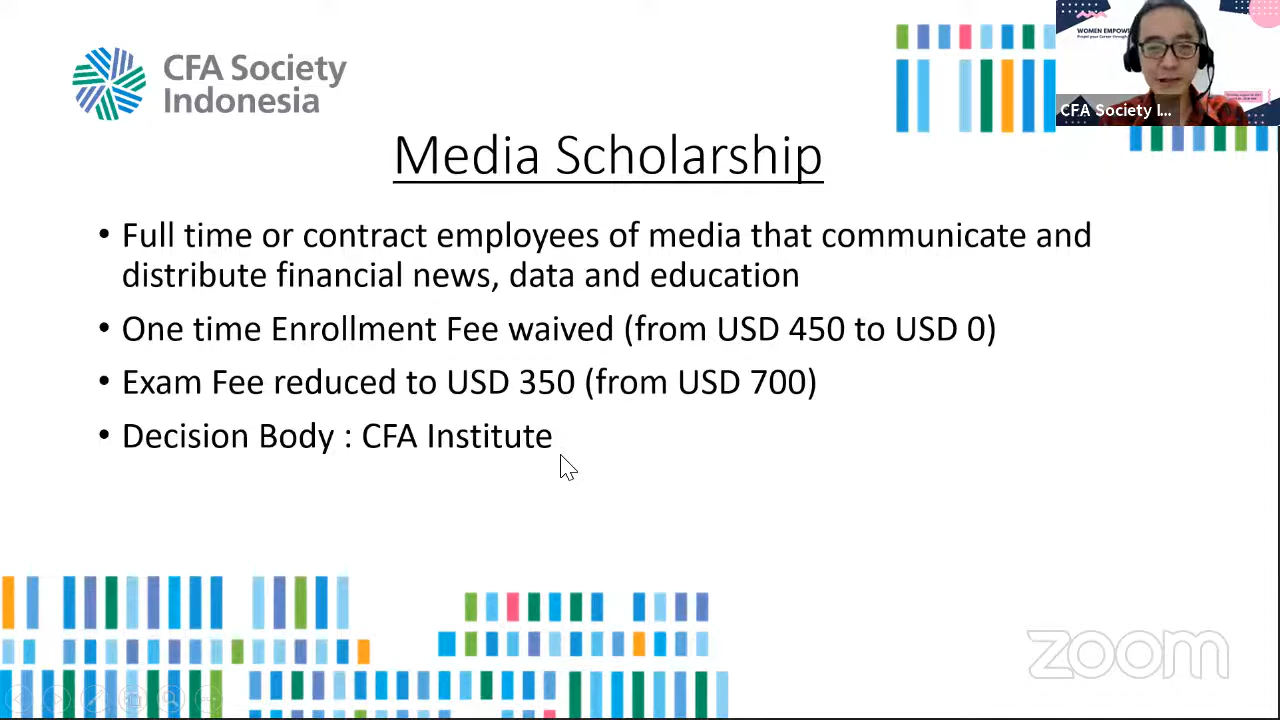 CFA Society
Indonesia
WOMEN EMPOWE
CFA Society I...
Media Scholarship
• Full time or contract employees of media that communicate and
distribute financial news, data and education
• One time Enrollment Fee waived (from USD 450 to USD 0)
• Exam Fee reduced to USD 350 (from USD 700)
• Decision Body : CFA Institute
zoom